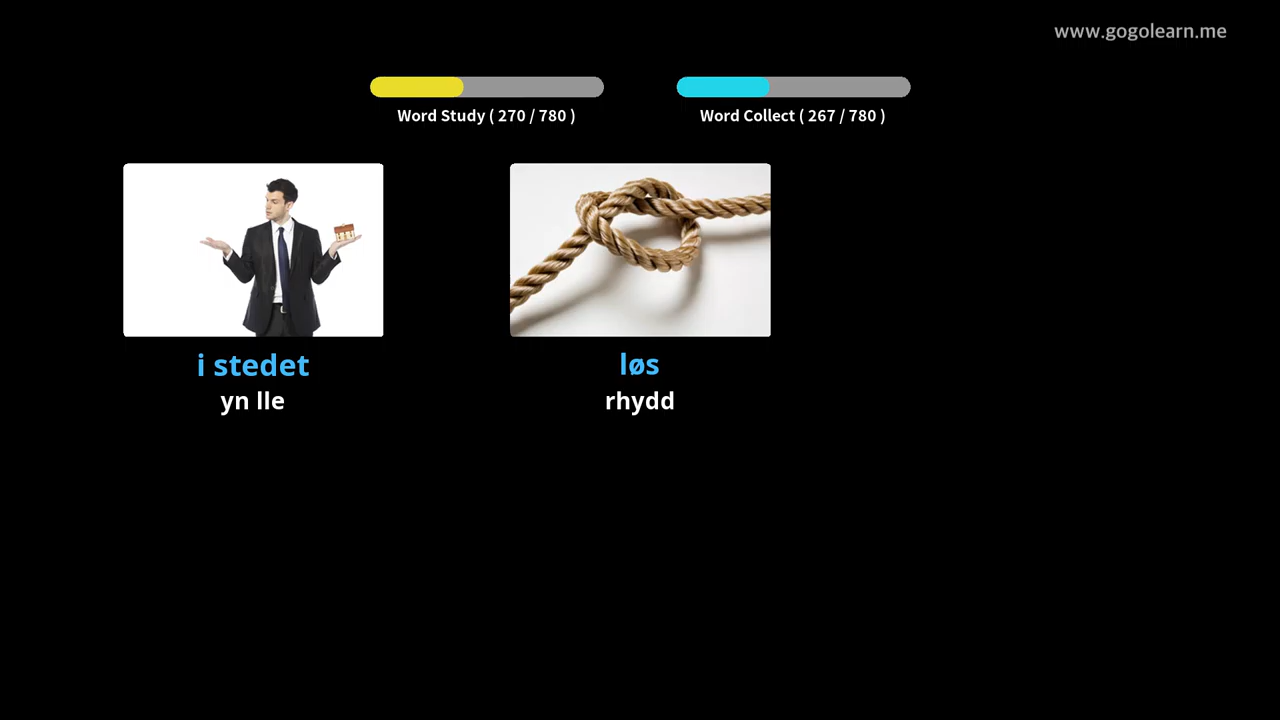 www.gogolearn.me
Word Study ( 270 / 780 )
Word Collect ( 267 / 780 )
i stedet
yn lle
løs
rhydd